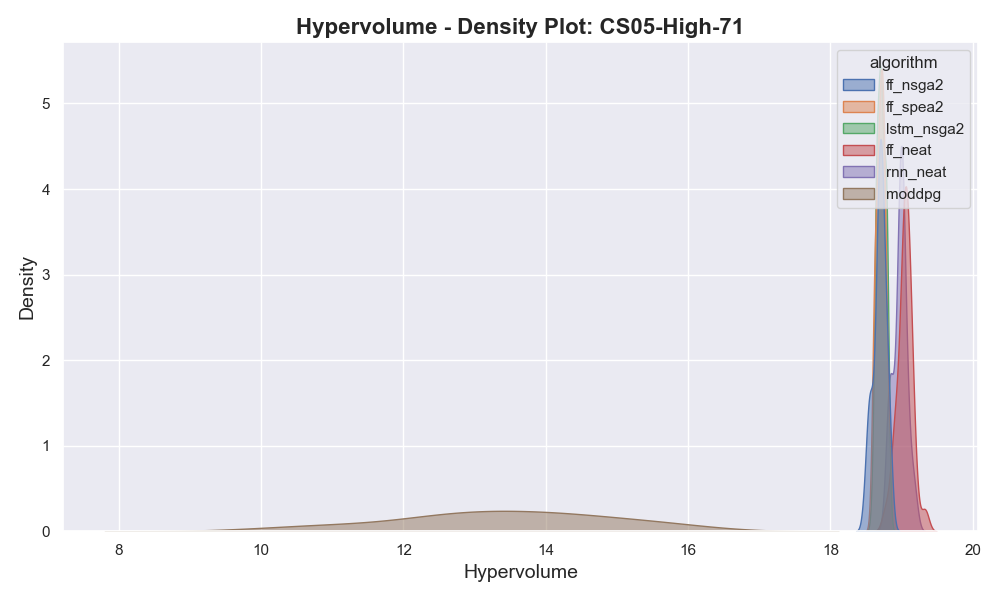 Hypervolume - Density Plot: CS05-High-71
algorithm
ff_nsga2
ff_spea2
lstm_nsga2
ff_neat
rnn_neat
moddpg
Density
5
4
3
2
1
0
8 10 12 14 16 18 20
Hypervolume